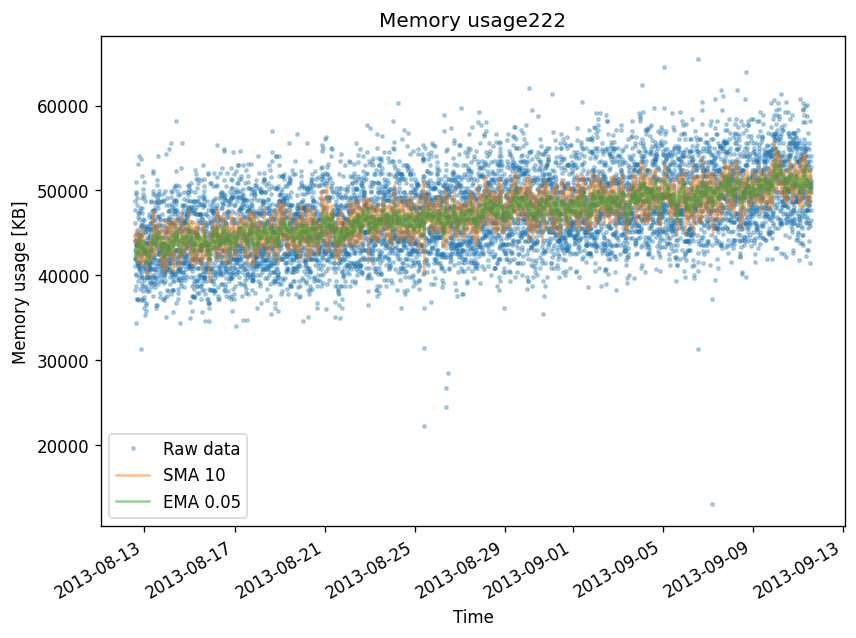 Memory usage222
Memory usage [KB]
60000
50000
40000
30000
20000
Raw data
SMA 10
EMA 0.05
2013-08-13
2013-08-17
2013-08-21
2013-08-25
2013-08-29
2013-09-01
2013-09-05
2013-09-09
2013-09-13
Time